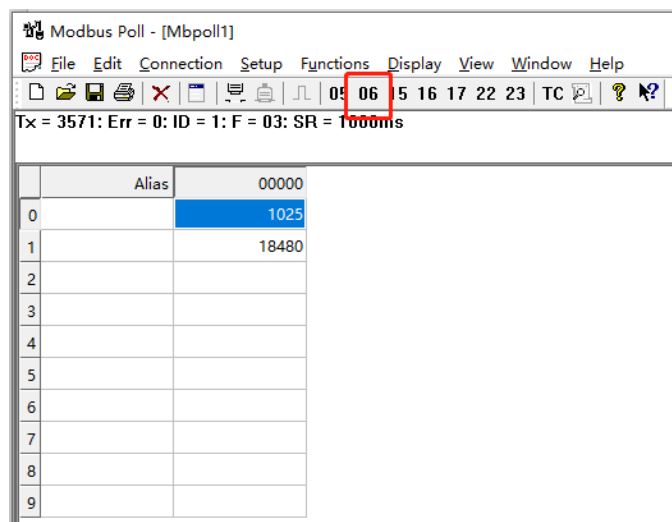 Modbus Poll - [Mbpoll1]
File Edit Connection Setup Functions Display View Window Help
05 06 15 16 17 22 23 TC
Tx = 3571: Err = 0: ID = 1: F = 03: SR = 1000ms
Alias 00000
0 1025
1 18480
2
3
4
5
6
7
8
9